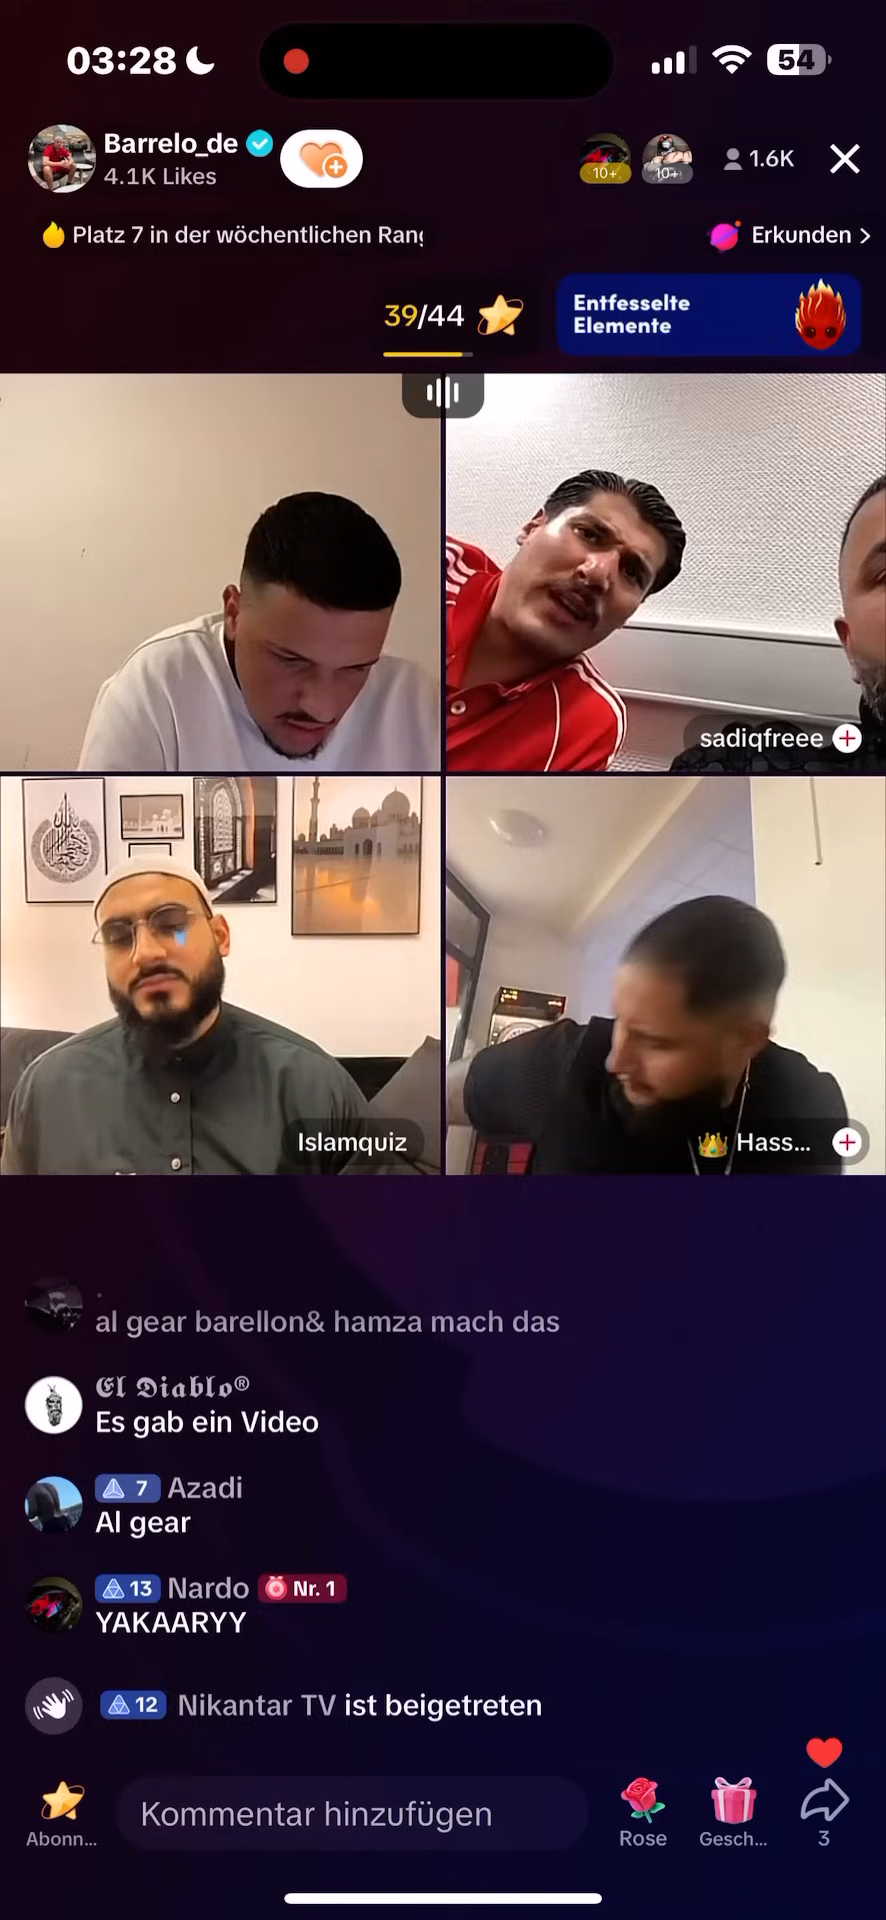 03:28
54
Barrelo_de
4.1K Likes
10+
10+
1.6K
Platz 7 in der wöchentlichen Rang
Erkunden >
39/44
Entfesselte
Elemente
sadiqfreee
Islamquiz
Hass...
al gear barellon& hamza mach das
El Diablo®
Es gab ein Video
7 Azadi
Al gear
13 Nardo Nr. 1
YAKAARYY
12 Nikantar TV ist beigetreten
Abonn...
Kommentar hinzufügen
Rose
Gesch...
3